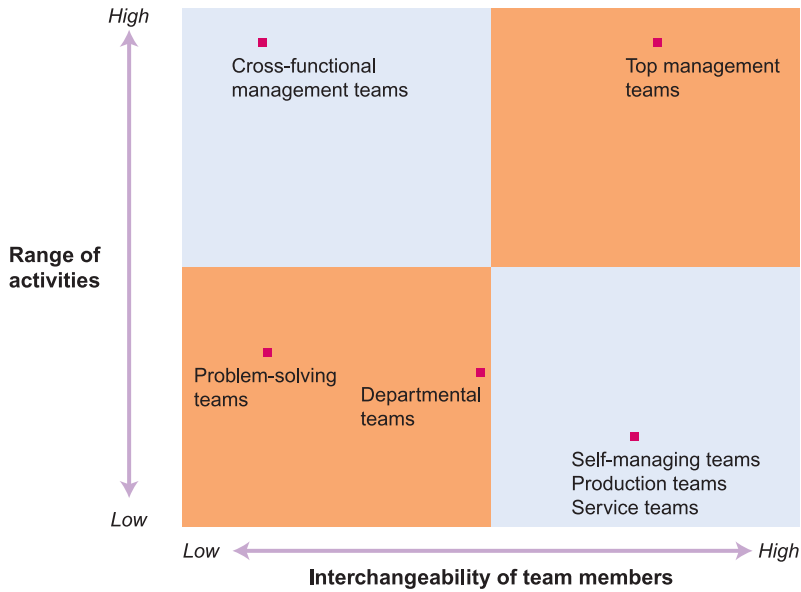 High
Cross-functional
management teams
Top management
teams
Range of
activities
Problem-solving
teams
Departmental
teams
Self-managing teams
Production teams
Service teams
Low
Low
High
Interchangeability of team members